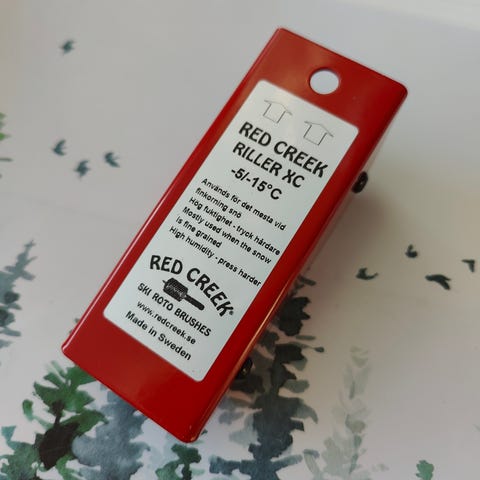 RED CREEK
RILLER XC
-5/-15°C
Används för det mesta vid
finkorning snö
Hög fuktighet - tryck hårdare
Mostly used when the snow
is fine grained
High humidity - press harder
RED CREEK®
SKI ROTO BRUSHES
www.redcreek.se
Made in Sweden